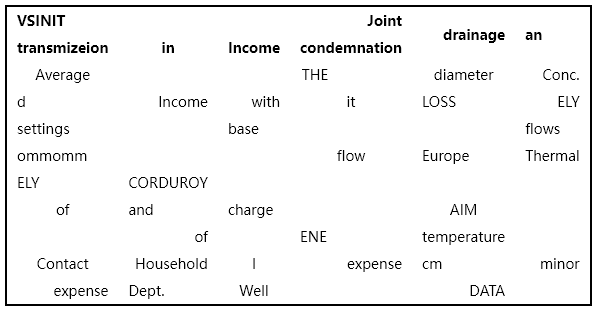 VSINIT Joint
transmizeion in Income condemnation drainage an
Average THE diameter Conc.
d Income with it LOSS ELY
settings base flows
ommomm flow Europe Thermal
ELY CORDUROY
of and charge AIM
of ENE temperature
Contact Household I expense cm minor
expense Dept. Well DATA